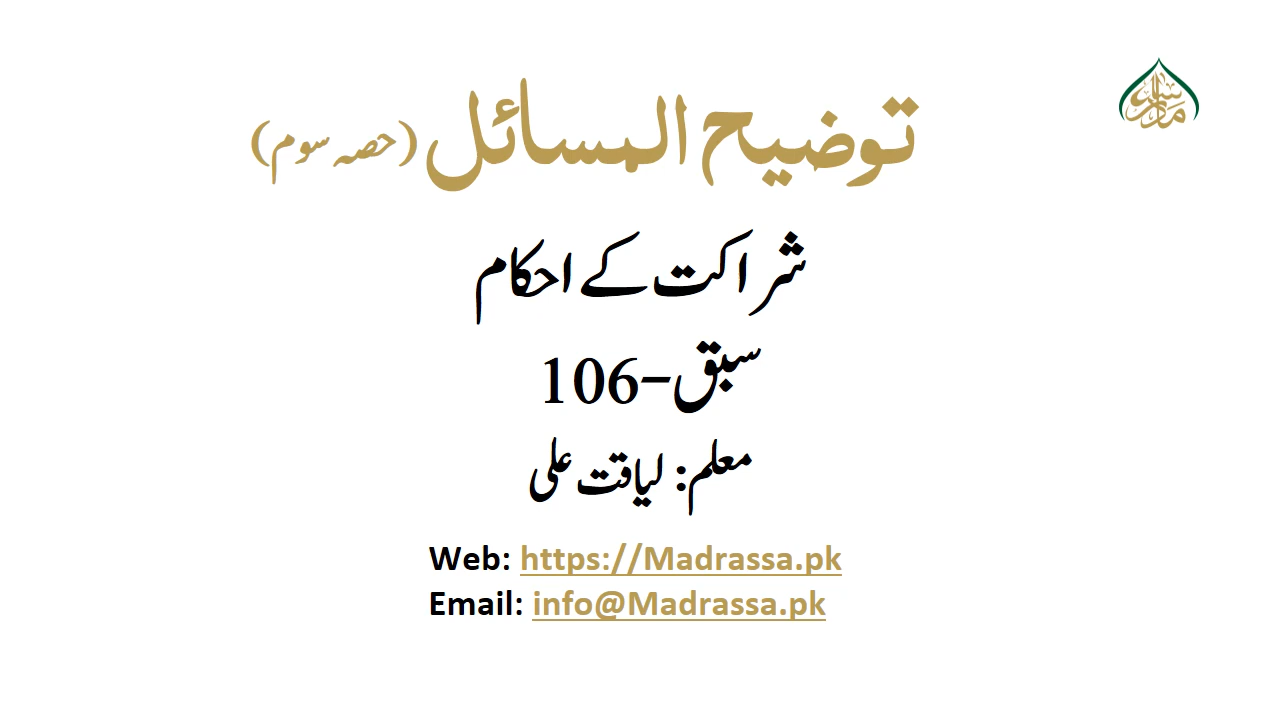 توضیح المسائل (حصہ سوم)
شراکت کے احکام
سبق-106
معلم: لیاقت علی
Web: https://Madrassa.pk
Email: info@Madrassa.pk